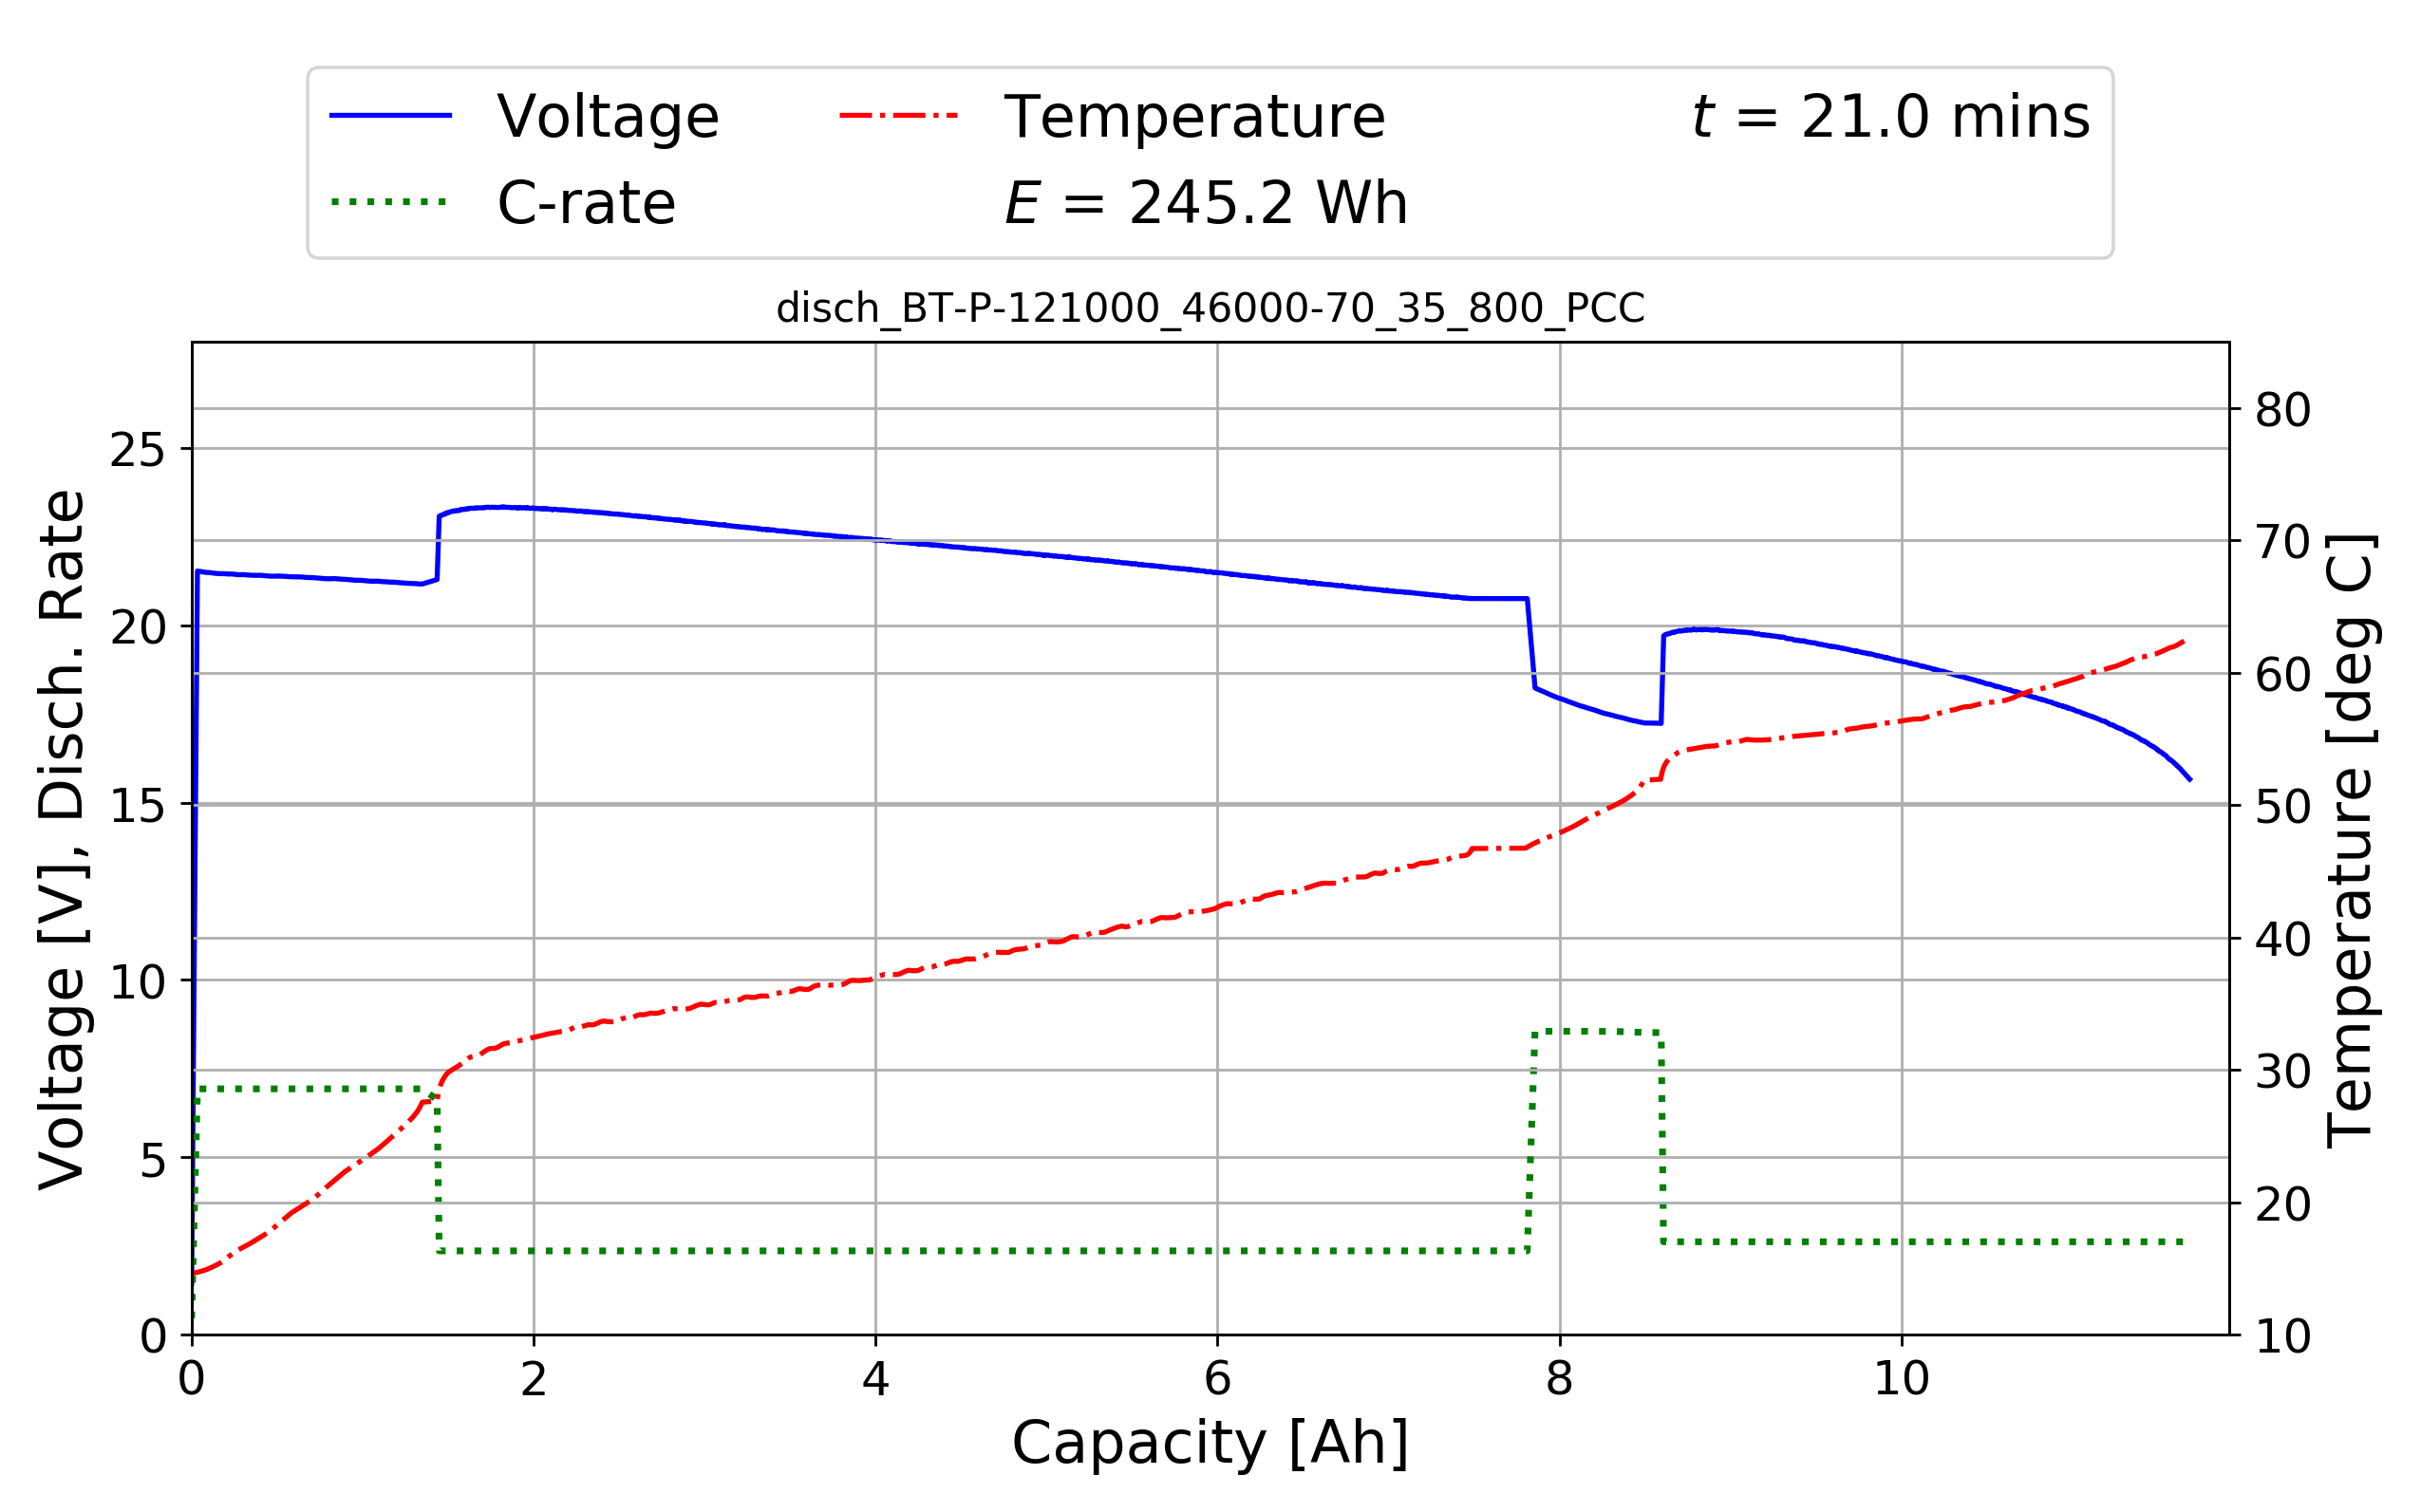 Voltage
Temperature
t = 21.0 mins
C-rate
E = 245.2 Wh
disch_BT-P-121000_46000-70_35_800_PCC
Voltage [V], Disch. Rate
25
20
15
10
5
0
0
2
4
6
8
10
Capacity [Ah]
80
70
60
50
40
30
20
10
Temperature [deg C]